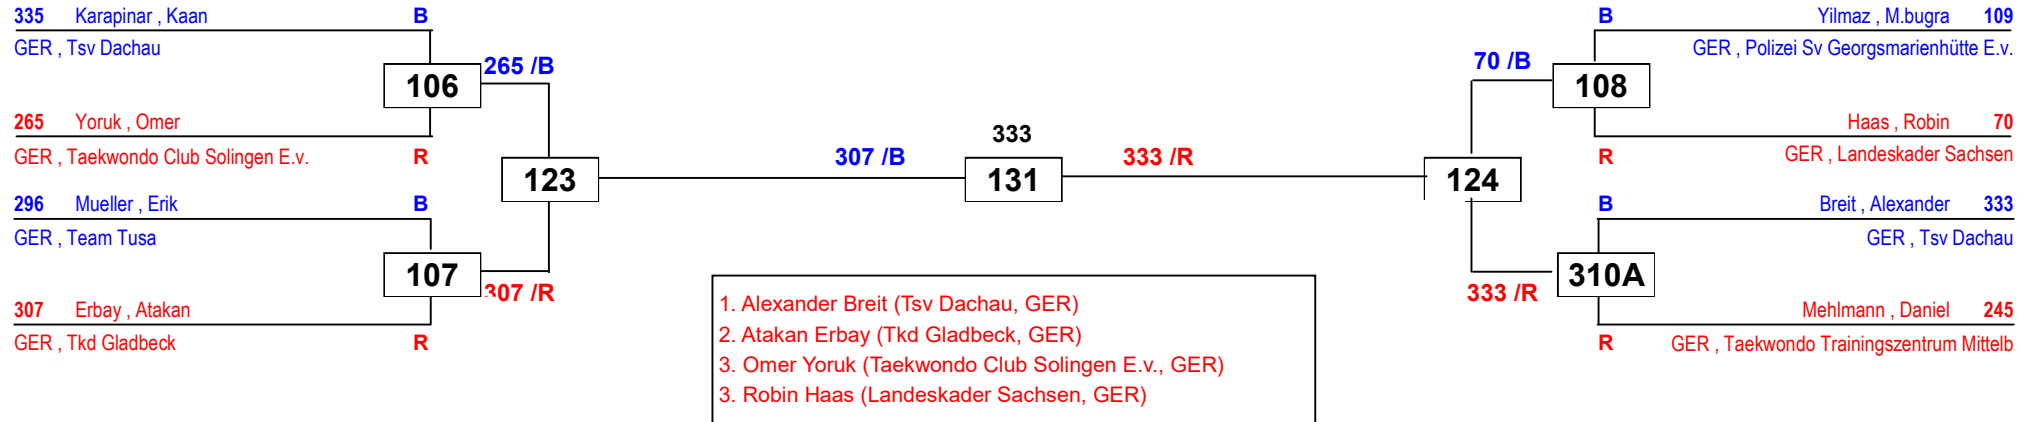 335 Karapinar , Kaan B
GER , Tsv Dachau
106
265 /B
265 Yoruk , Omer
GER , Taekwondo Club Solingen E.v. R
123
296 Mueller , Erik B
GER , Team Tusa
107
307 /R
307 Erbay , Atakan
GER , Tkd Gladbeck R
307 /B
333
131
333 /R
B Yilmaz , M.bugra 109
GER , Polizei Sv Georgsmarienhütte E.v.
70 /B
108
Haas , Robin 70
R GER , Landeskader Sachsen
124
B Breit , Alexander 333
GER , Tsv Dachau
310A
333 /R
Mehlmann , Daniel 245
R GER , Taekwondo Trainingszentrum Mittelb
1. Alexander Breit (Tsv Dachau, GER)
2. Atakan Erbay (Tkd Gladbeck, GER)
3. Omer Yoruk (Taekwondo Club Solingen E.v., GER)
3. Robin Haas (Landeskader Sachsen, GER)